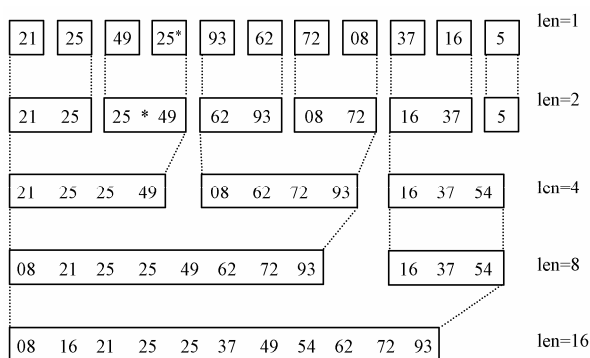 21 25 49 25* 93 62 72 08 37 16 5 len=1
21 25 25 * 49 62 93 08 72 16 37 5 len=2
21 25 25 49 08 62 72 93 16 37 54 len=4
08 21 25 25 49 62 72 93 16 37 54 len=8
08 16 21 25 25 37 49 54 62 72 93 len=16